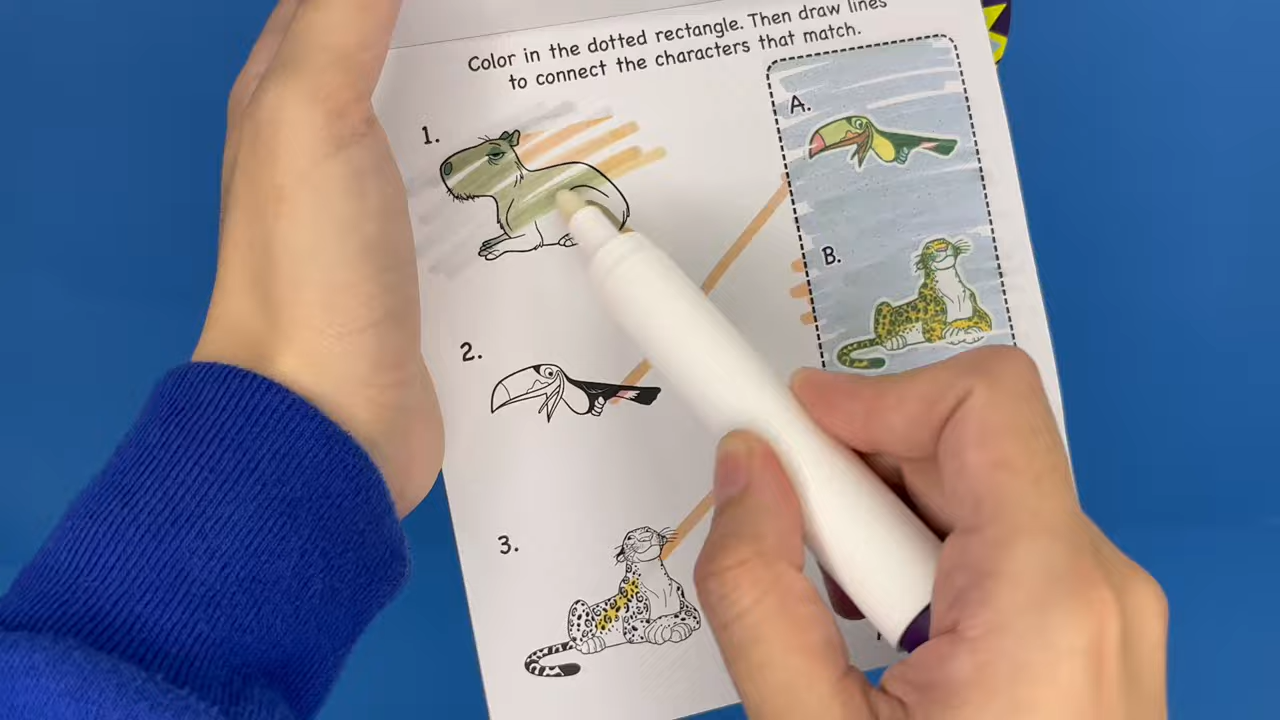 Color in the dotted rectangle. Then draw lines
to connect the characters that match.
1.
A.
B.
2.
3.